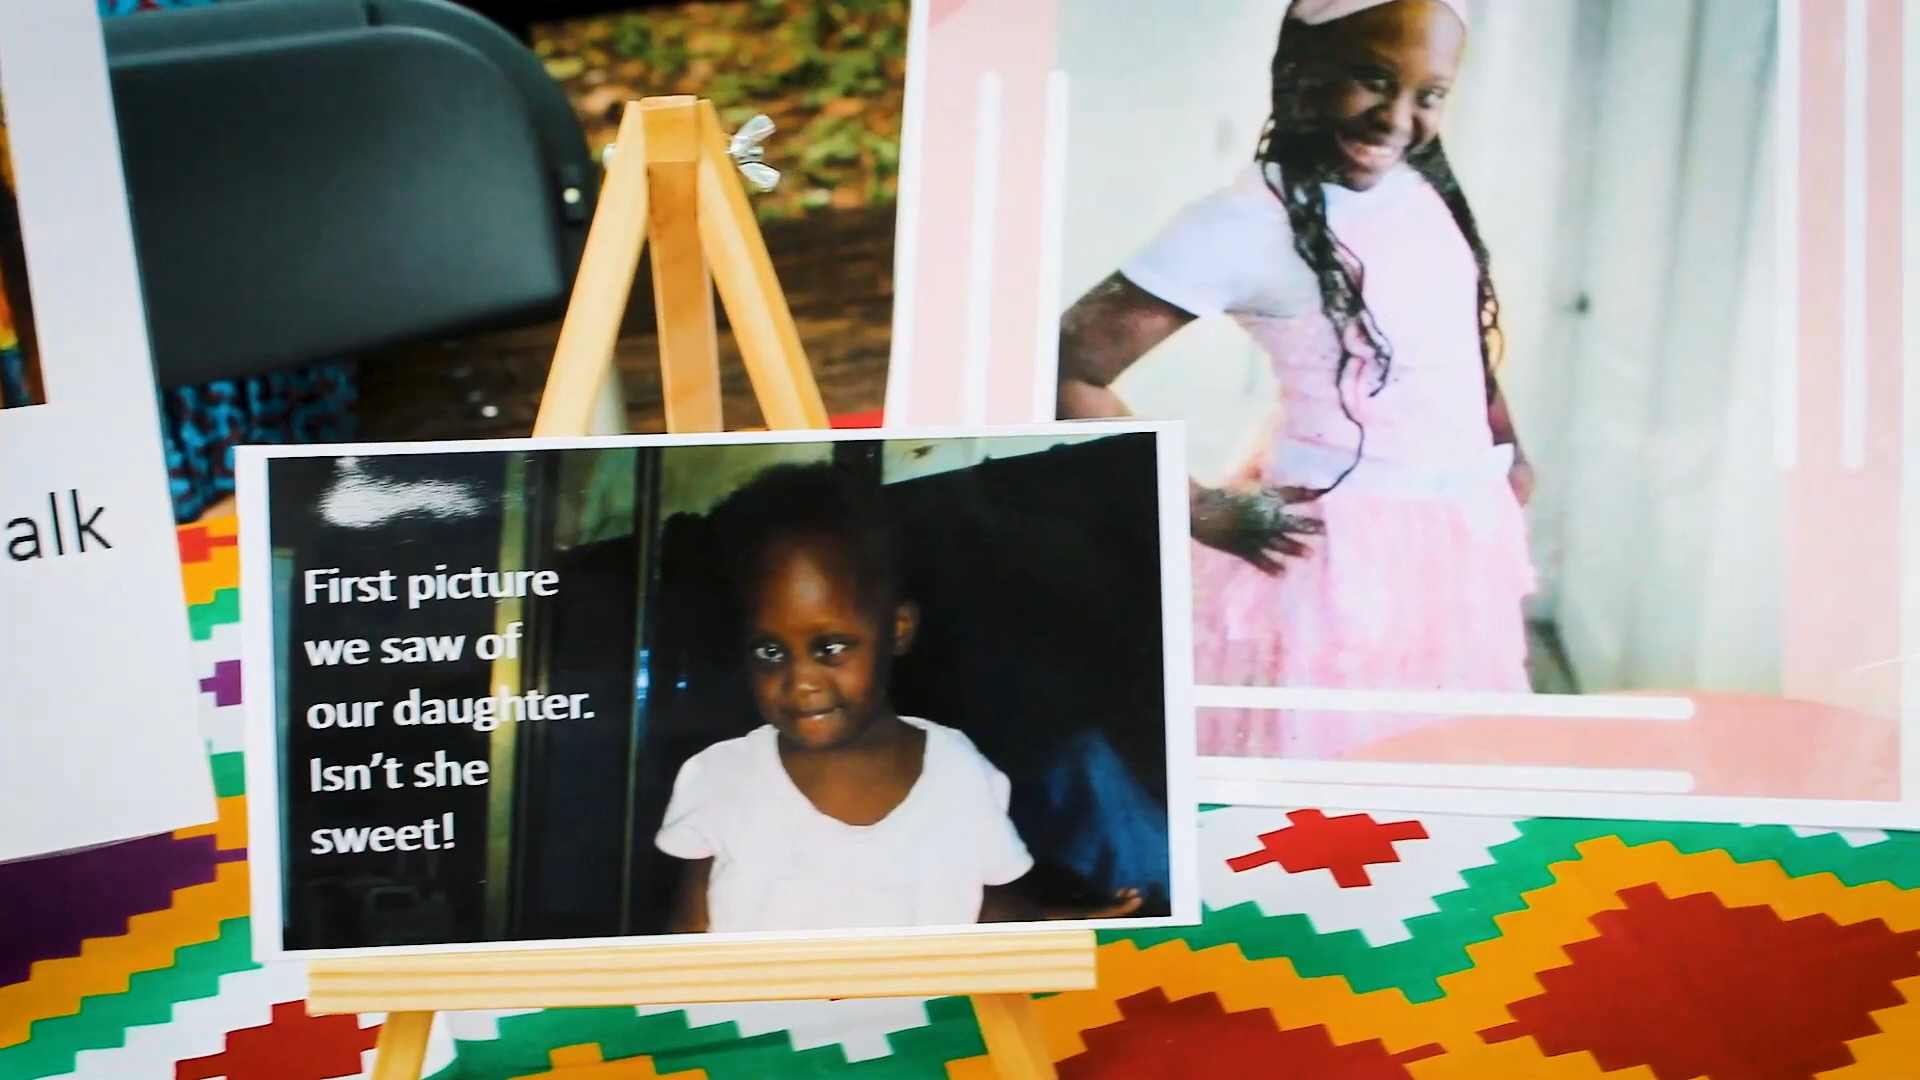 alk
First picture
we saw of
our daughter.
Isn't she
sweet!